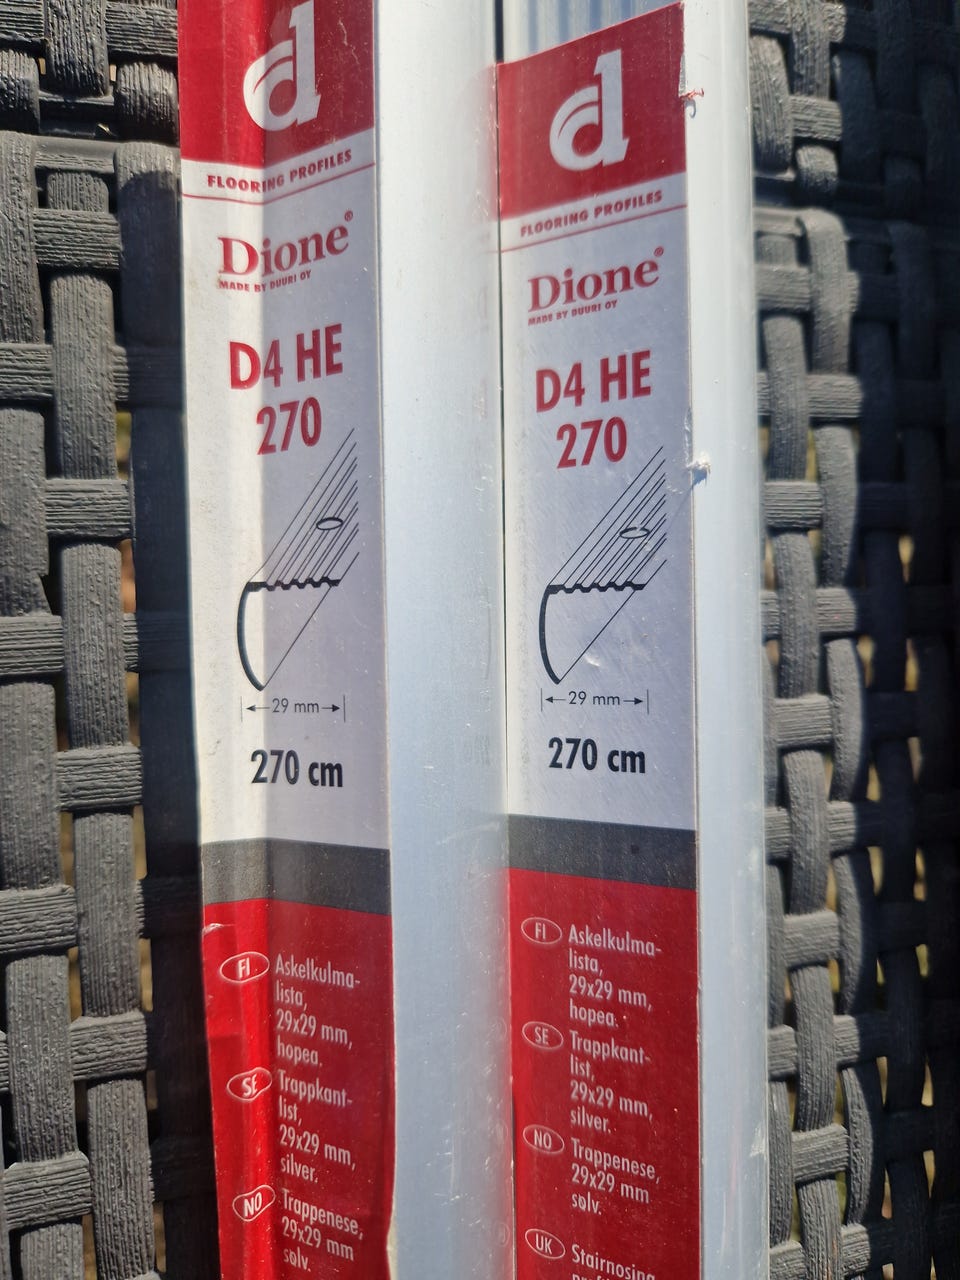 d
FLOORING PROFILES
Dione®
MADE BY DUURI OY
D4 HE
270
29 mm
270 cm
FI Askelkulma-
lista,
29x29 mm,
hopea.
SE Trappkant-
list,
29x29 mm,
silver.
NO Trappenese,
29x29 mm
sølv.
d
FLOORING PROFILES
Dione®
MADE BY DUURI OY
D4 HE
270
29 mm
270 cm
FI Askelkulma-
lista,
29x29 mm,
hopea.
SE Trappkant-
list,
29x29 mm,
silver.
NO Trappenese,
29x29 mm
sølv.
UK Stairnosing